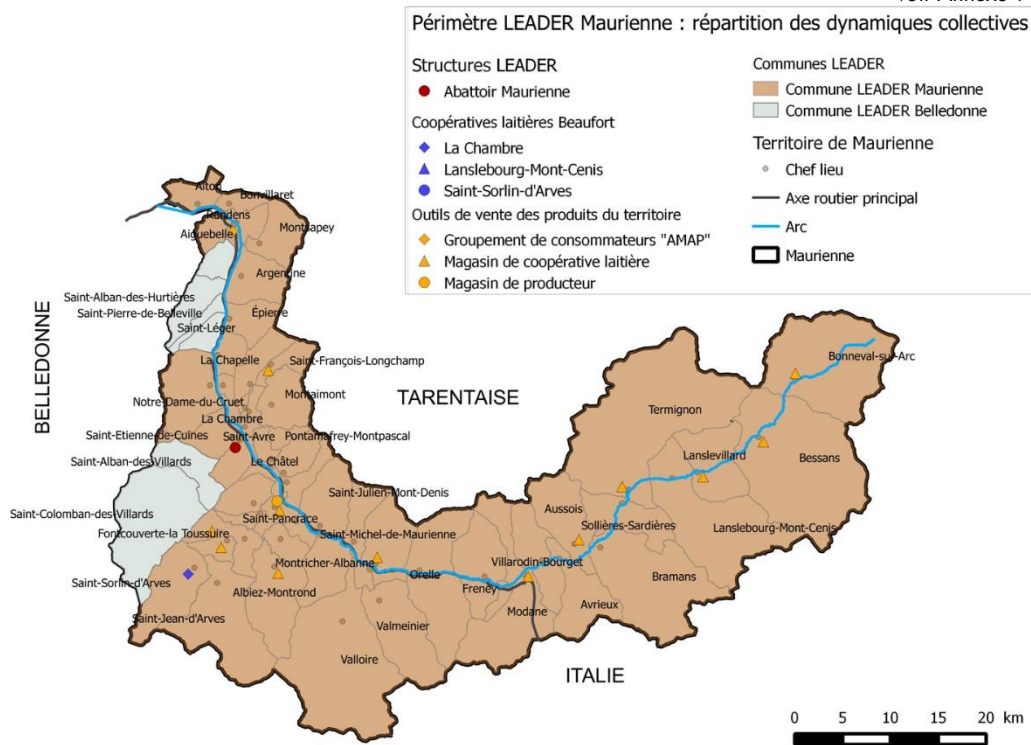 Périmètre LEADER Maurienne : répartition des dynamiques collectives
Structures LEADER
Abattoir Maurienne
Coopératives laitières Beaufort
La Chambre
Lanslebourg-Mont-Cenis
Saint-Sorlin-d'Arves
Outils de vente des produits du territoire
Groupement de consommateurs "AMAP"
Magasin de coopérative laitière
Magasin de producteur
Communes LEADER
Commune LEADER Maurienne
Commune LEADER Belledonne
Territoire de Maurienne
Chef lieu
Axe routier principal
Arc
Maurienne
Aiton
Bonvillaret
Randens
Montsapey
Aiguebelle
Argentine
Saint-Alban-des-Hurtières
Saint-Pierre-de-Belleville
Épierre
Saint-Léger
La Chapelle
Saint-François-Longchamp
Montaimont
Notre-Dame-du-Cruet
La Chambre
Saint-Etienne-de-Cuines
Saint-Avre
Pontamafrey-Montpascal
Saint-Alban-des-Villards
Le Châtel
Saint-Colomban-des-Villards
Saint-Julien-Mont-Denis
Saint-Pancrace
Fontcouverte-la Toussuire
Saint-Michel-de-Maurienne
Montricher-Albanne
Saint-Sorlin-d'Arves
Albiez-Montrond
Saint-Jean-d'Arves
Orelle
Valmeinier
Valloire
Freney
Modane
Villarodin-Bourget
Avrieux
Aussois
Sollières-Sardières
Bramans
Termignon
Lanslevillard
Lanslebourg-Mont-Cenis
Bessans
Bonneval-sur-Arc
BELLEDONNE
TARENTAISE
ITALIE
0 5 10 15 20 km